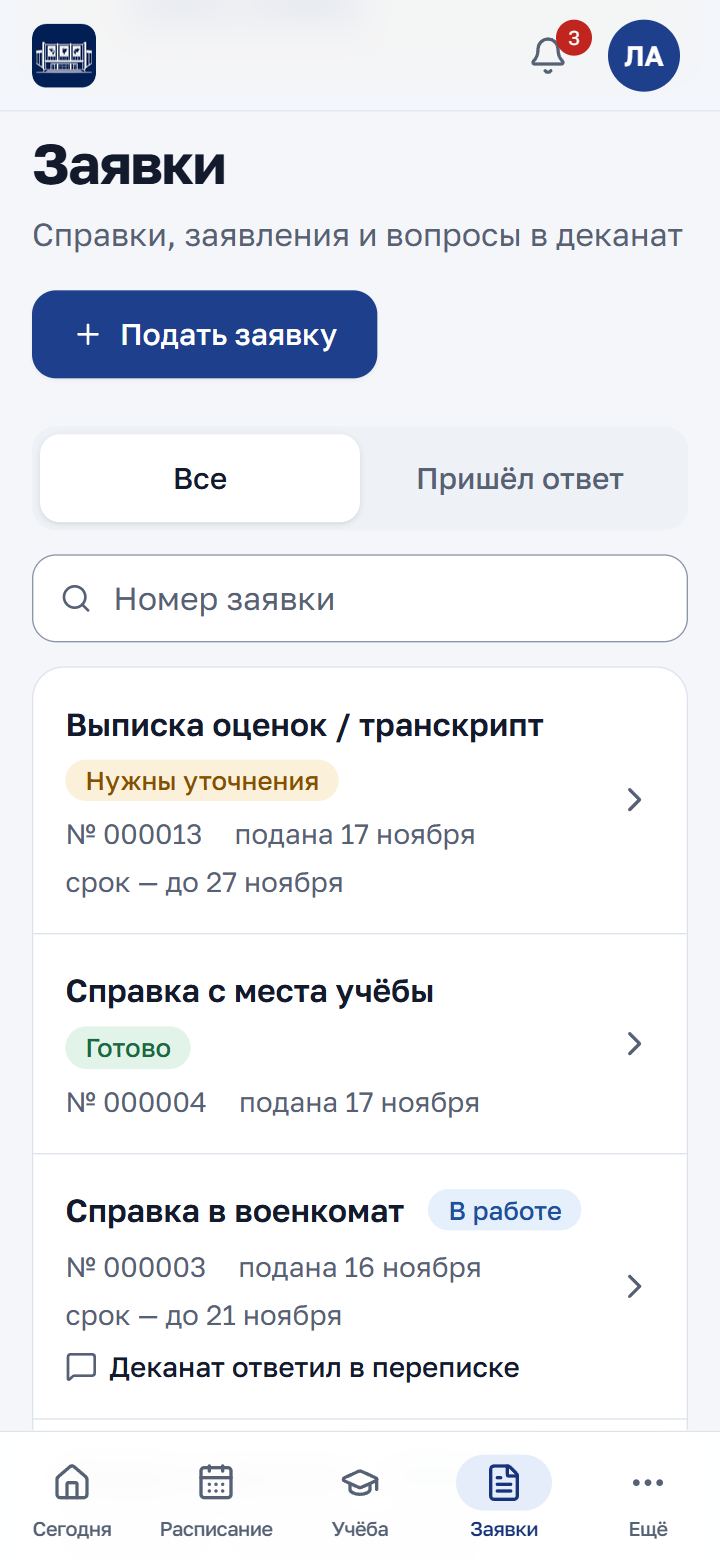 3
ЛА
Заявки
Справки, заявления и вопросы в деканат
+ Подать заявку
Все
Пришёл ответ
Номер заявки
Выписка оценок / транскрипт
Нужны уточнения
№ 000013 подана 17 ноября
срок — до 27 ноября
Справка с места учёбы
Готово
№ 000004 подана 17 ноября
Справка в военкомат В работе
№ 000003 подана 16 ноября
срок — до 21 ноября
Деканат ответил в переписке
Сегодня
Расписание
Учёба
Заявки
Ещё